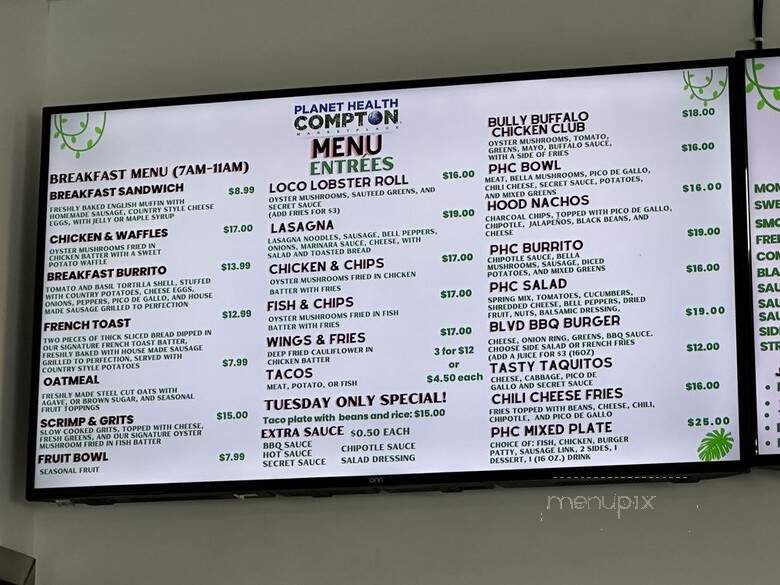 PLANET HEALTH
COMPTON
MARKETPLACE
MENU
ENTRÉES
BREAKFAST MENU (7AM-11AM)
BREAKFAST SANDWICH $8.99
FRESHLY BAKED ENGLISH MUFFIN WITH
HOMEMADE SAUSAGE, COUNTRY STYLE CHEESE
EGGS, WITH JELLY OR MAPLE SYRUP
CHICKEN & WAFFLES $17.00
OYSTER MUSHROOMS FRIED IN
CHICKEN BATTER WITH A SWEET
POTATO WAFFLE
BREAKFAST BURRITO $13.99
TOMATO AND BASIL TORTILLA SHELL, STUFFED
WITH COUNTRY POTATOES, CHEESE EGGS,
ONIONS, PEPPERS, PICO DE GALLO, AND HOUSE
MADE SAUSAGE GRILLED TO PERFECTION
FRENCH TOAST $12.99
TWO PIECES OF THICK SLICED BREAD DIPPED IN
OUR SIGNATURE FRENCH TOAST BATTER,
FRESHLY BAKED WITH HOUSE MADE SAUSAGE
GRILLED TO PERFECTION, SERVED WITH
COUNTRY STYLE POTATOES
OATMEAL $7.99
FRESHLY MADE STEEL CUT OATS WITH
AGAVE, OR BROWN SUGAR, AND SEASONAL
FRUIT TOPPINGS
SCRIMP & GRITS $15.00
SLOW COOKED GRITS, TOPPED WITH CHEESE,
FRESH GREENS, AND OUR SIGNATURE OYSTER
MUSHROOM FRIED IN FISH BATTER
FRUIT BOWL $7.99
SEASONAL FRUIT
LOCO LOBSTER ROLL $16.00
OYSTER MUSHROOMS, SAUTEED GREENS, AND
SECRET SAUCE
(ADD FRIES FOR $3)
LASAGNA $19.00
LASAGNA NOODLES, SAUSAGE, BELL PEPPERS,
ONIONS, MARINARA SAUCE, CHEESE, WITH
SALAD AND TOASTED BREAD
CHICKEN & CHIPS $17.00
OYSTER MUSHROOMS FRIED IN CHICKEN
BATTER WITH FRIES
FISH & CHIPS $17.00
OYSTER MUSHROOMS FRIED IN FISH
BATTER WITH FRIES
WINGS & FRIES $17.00
DEEP FRIED CAULIFLOWER IN
CHICKEN BATTER
TACOS 3 for $12
or
MEAT, POTATO, OR FISH $4.50 each
TUESDAY ONLY SPECIAL!
Taco plate with beans and rice: $15.00
EXTRA SAUCE $0.50 EACH
BBQ SAUCE CHIPOTLE SAUCE
HOT SAUCE
SECRET SAUCE SALAD DRESSING
BULLY BUFFALO $18.00
CHICKEN CLUB
OYSTER MUSHROOMS, TOMATO,
GREENS, MAYO, BUFFALO SAUCE,
WITH A SIDE OF FRIES
PHC BOWL $16.00
MEAT, BELLA MUSHROOMS, PICO DE GALLO,
CHILI CHEESE, SECRET SAUCE, POTATOES,
AND MIXED GREENS
HOOD NACHOS $16.00
CHARCOAL CHIPS, TOPPED WITH PICO DE GALLO,
CHIPOTLE, JALAPEÑOS, BLACK BEANS, AND
CHEESE
PHC BURRITO $19.00
CHIPOTLE SAUCE, BELLA
MUSHROOMS, SAUSAGE, DICED
POTATOES, AND MIXED GREENS
PHC SALAD $16.00
SPRING MIX, TOMATOES, CUCUMBERS,
SHREDDED CHEESE, BELL PEPPERS, DRIED
FRUIT, NUTS, BALSAMIC DRESSING,
BLVD BBQ BURGER $19.00
CHEESE, ONION RING, GREENS, BBQ SAUCE.
CHOOSE SIDE SALAD OR FRENCH FRIES
(ADD A JUICE FOR $3 (16OZ)
TASTY TAQUITOS $12.00
CHEESE, CABBAGE, PICO DE
GALLO AND SECRET SAUCE
CHILI CHEESE FRIES $16.00
FRIES TOPPED WITH BEANS, CHEESE, CHILI,
CHIPOTLE, AND PICO DE GALLO
PHC MIXED PLATE $25.00
CHOICE OF: FISH, CHICKEN, BURGER
PATTY, SAUSAGE LINK, 2 SIDES, 1
DESSERT, 1 (16 OZ.) DRINK
onn
menupix